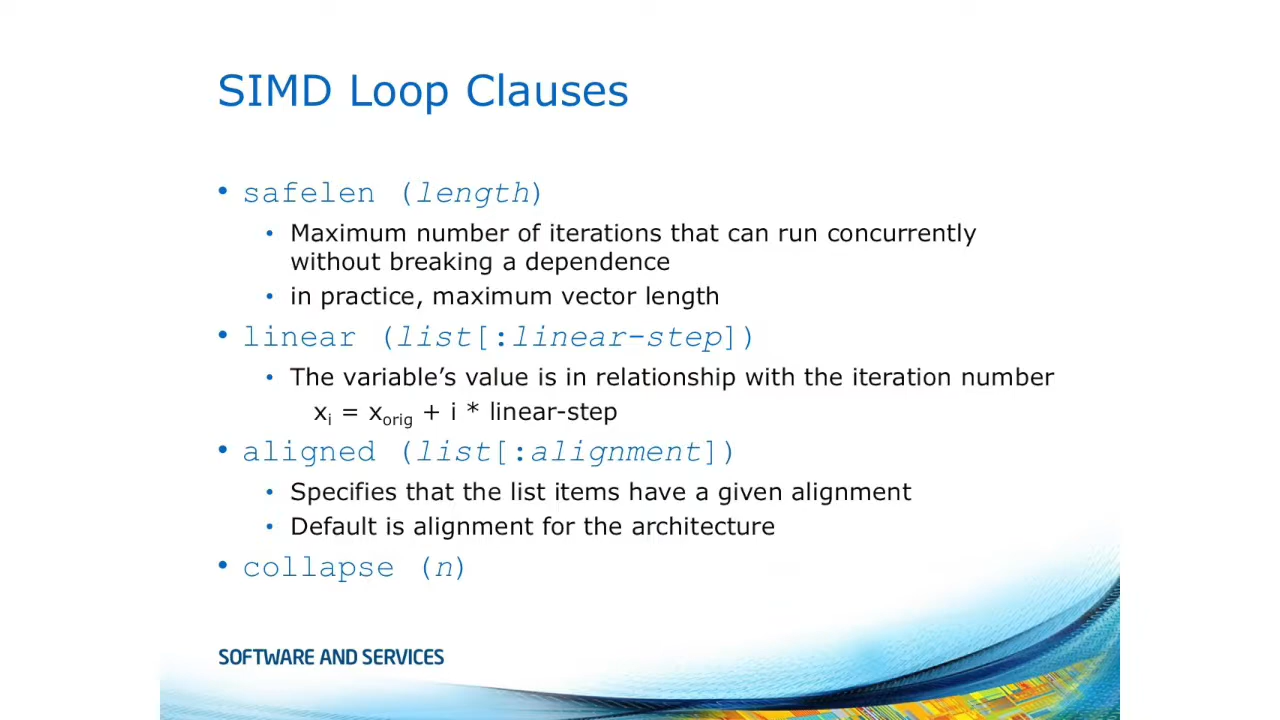 SIMD Loop Clauses
• safelen (length)
• Maximum number of iterations that can run concurrently
without breaking a dependence
• in practice, maximum vector length
• linear (list[:linear-step])
• The variable’s value is in relationship with the iteration number
xi = xorig + i * linear-step
• aligned (list[:alignment])
• Specifies that the list items have a given alignment
• Default is alignment for the architecture
• collapse (n)
SOFTWARE AND SERVICES